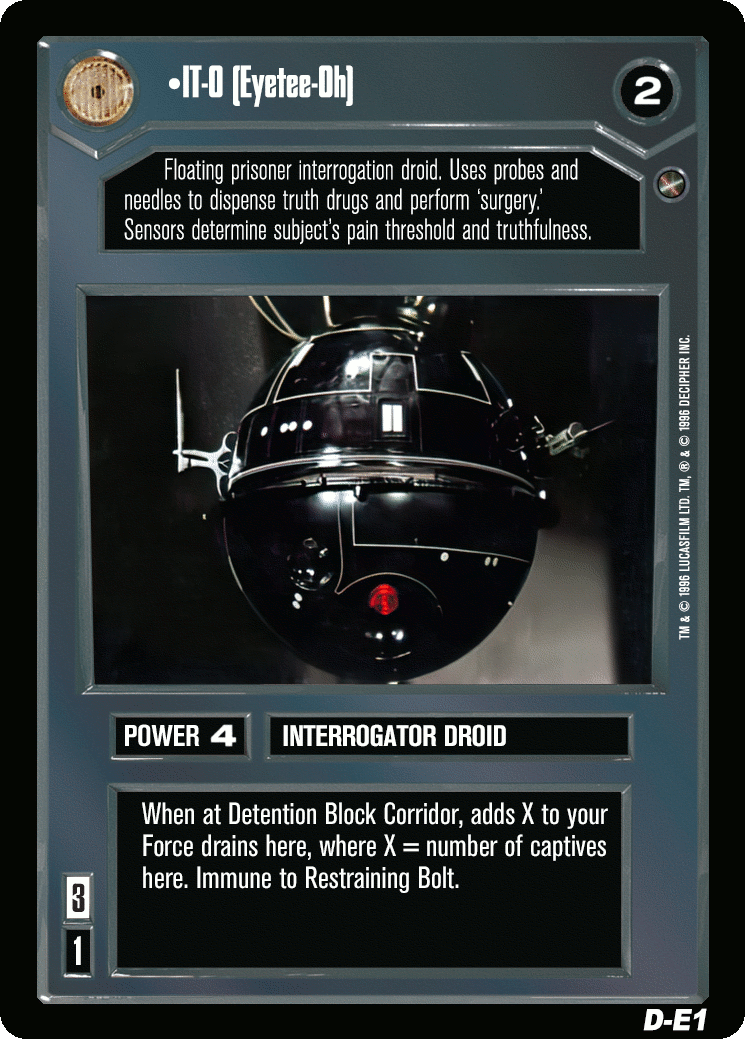 •IT-O (Eyetee-Oh)
2
Floating prisoner interrogation droid. Uses probes and
needles to dispense truth drugs and perform ‘surgery.’
Sensors determine subject’s pain threshold and truthfulness.
TM & © 1996 LUCASFILM LTD. TM, ® & © 1996 DECIPHER INC.
POWER 4
INTERROGATOR DROID
When at Detention Block Corridor, adds X to your
Force drains here, where X = number of captives
here. Immune to Restraining Bolt.
3
1
D-E1